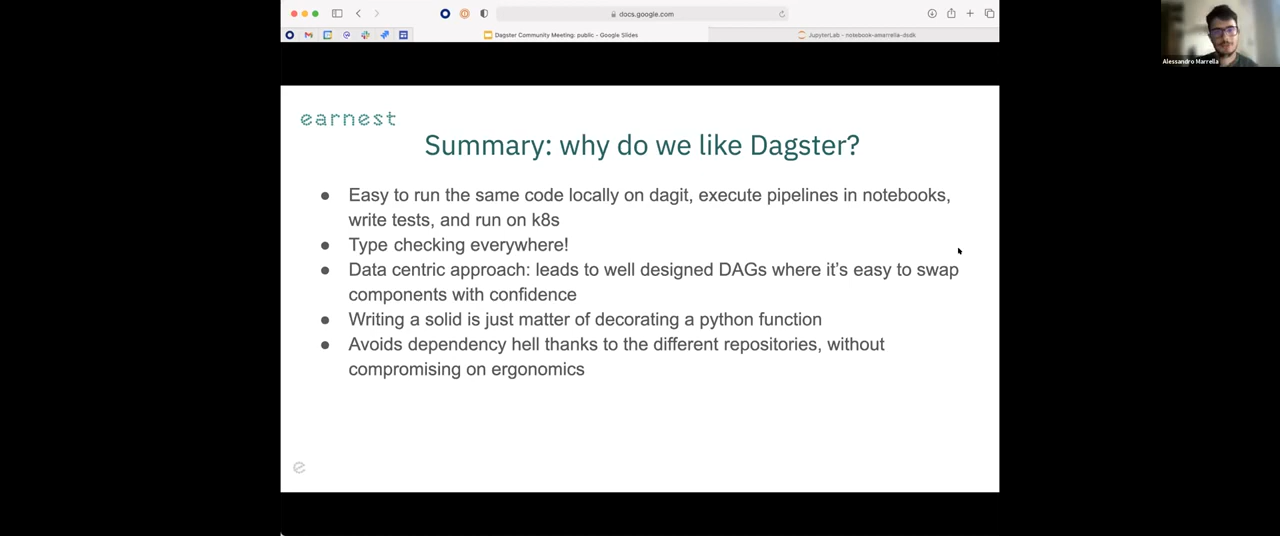 docs.google.com
Dagster Community Meeting: public - Google Slides
JupyterLab - notebook-amarrella-dsdk
Alessandro Marrella
earnest
Summary: why do we like Dagster?
● Easy to run the same code locally on dagit, execute pipelines in notebooks,
write tests, and run on k8s
● Type checking everywhere!
● Data centric approach: leads to well designed DAGs where it's easy to swap
components with confidence
● Writing a solid is just matter of decorating a python function
● Avoids dependency hell thanks to the different repositories, without
compromising on ergonomics
e